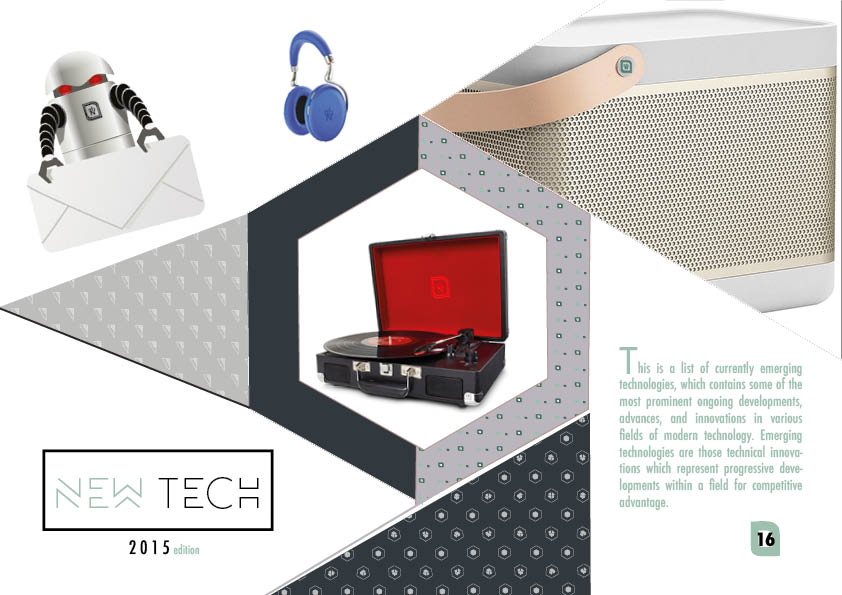 NEW TECH
2015 edition
This is a list of currently emerging
technologies, which contains some of the
most prominent ongoing developments,
advances, and innovations in various
fields of modern technology. Emerging
technologies are those technical innova-
tions which represent progressive deve-
lopments within a field for competitive
advantage.
16